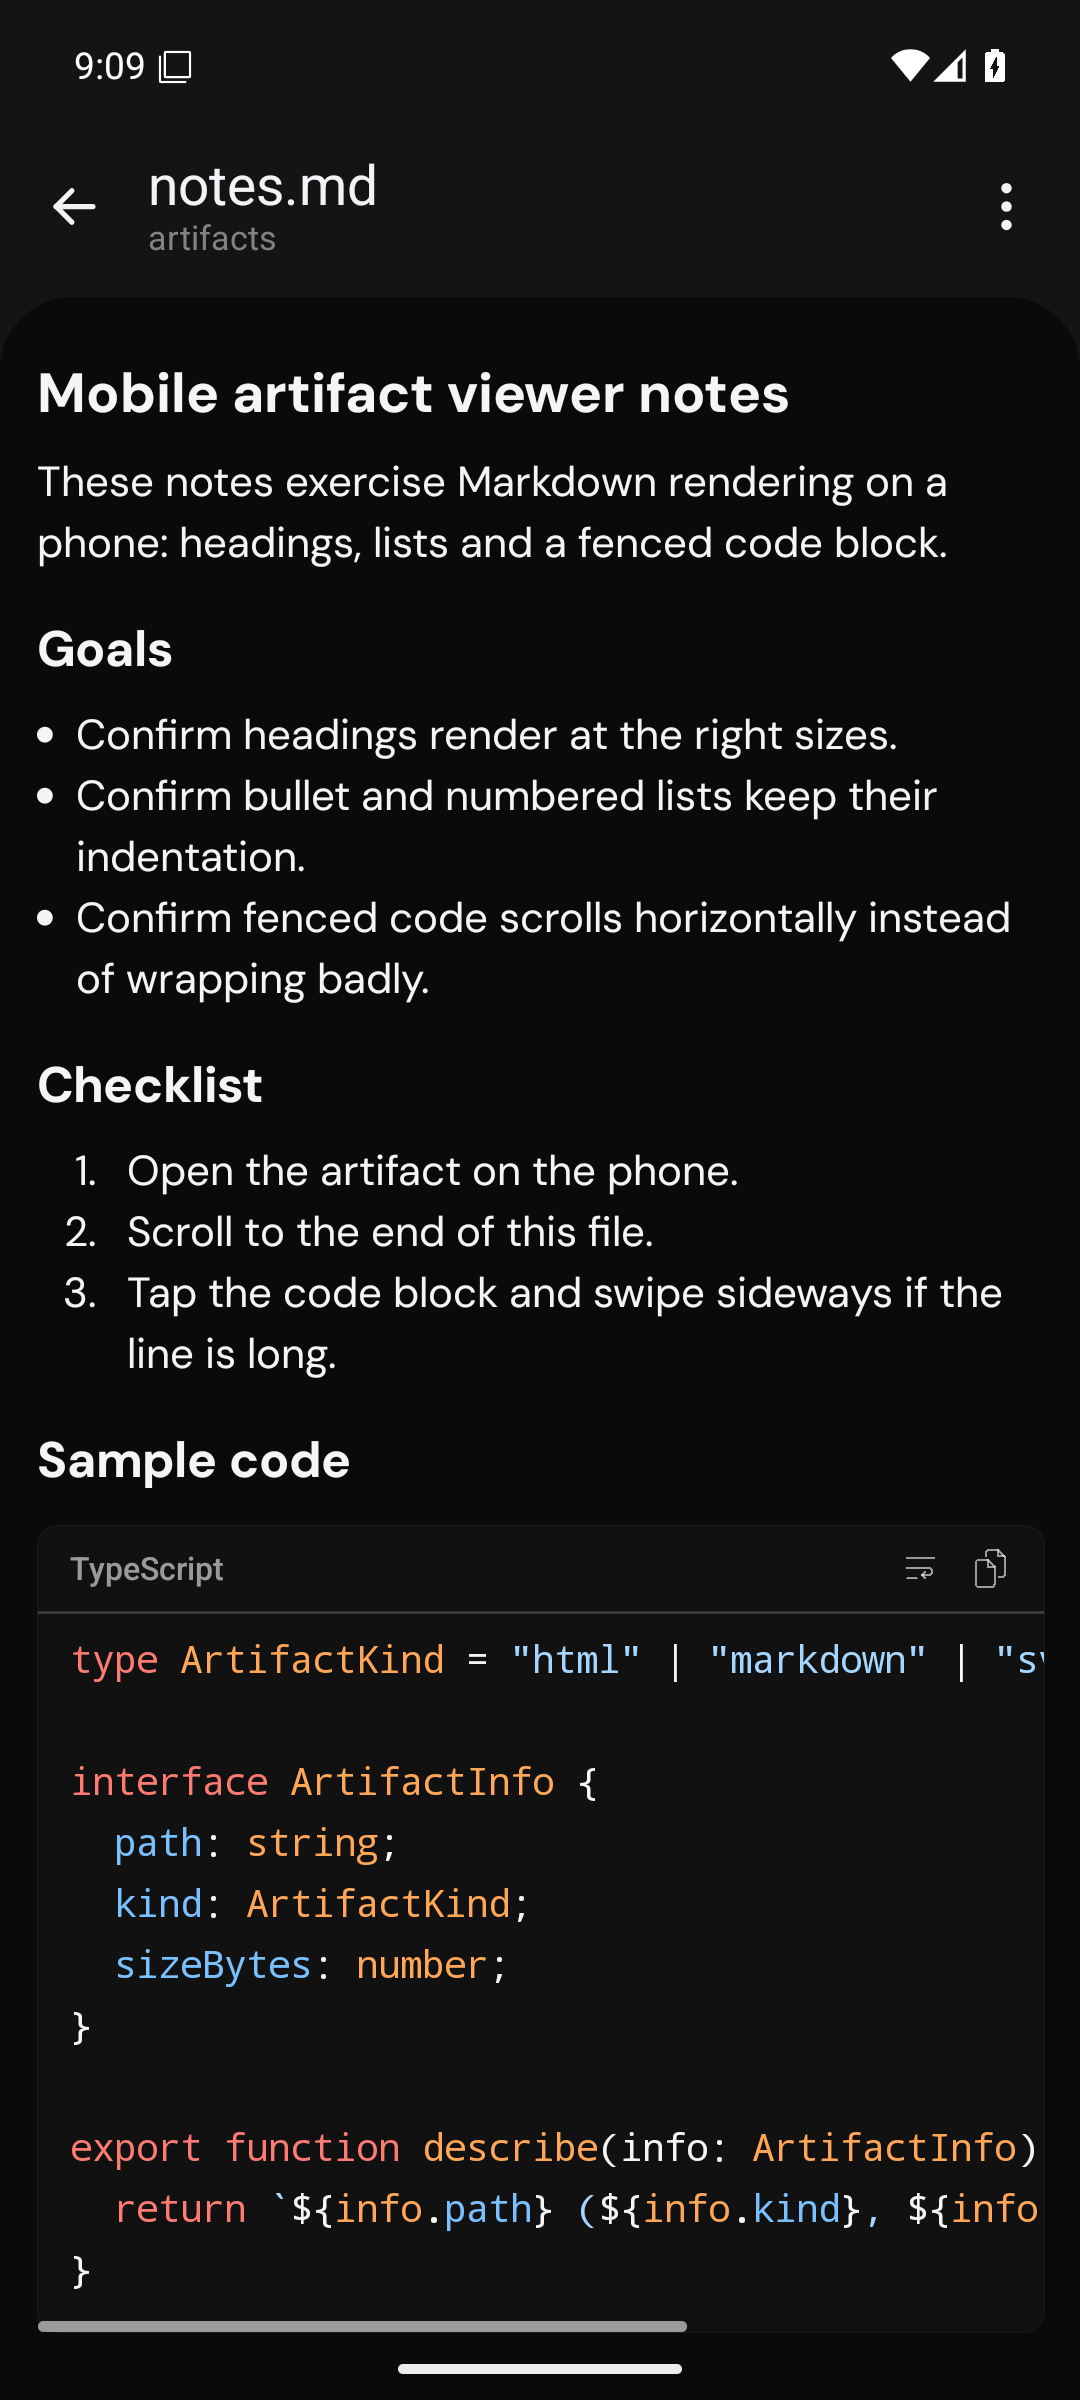 9:09
notes.md
artifacts
Mobile artifact viewer notes
These notes exercise Markdown rendering on a
phone: headings, lists and a fenced code block.
Goals
• Confirm headings render at the right sizes.
• Confirm bullet and numbered lists keep their
indentation.
• Confirm fenced code scrolls horizontally instead
of wrapping badly.
Checklist
1. Open the artifact on the phone.
2. Scroll to the end of this file.
3. Tap the code block and swipe sideways if the
line is long.
Sample code
TypeScript
type ArtifactKind = "html" | "markdown" | "s
interface ArtifactInfo {
  path: string;
  kind: ArtifactKind;
  sizeBytes: number;
}
export function describe(info: ArtifactInfo)
  return `${info.path} (${info.kind}, ${info
}